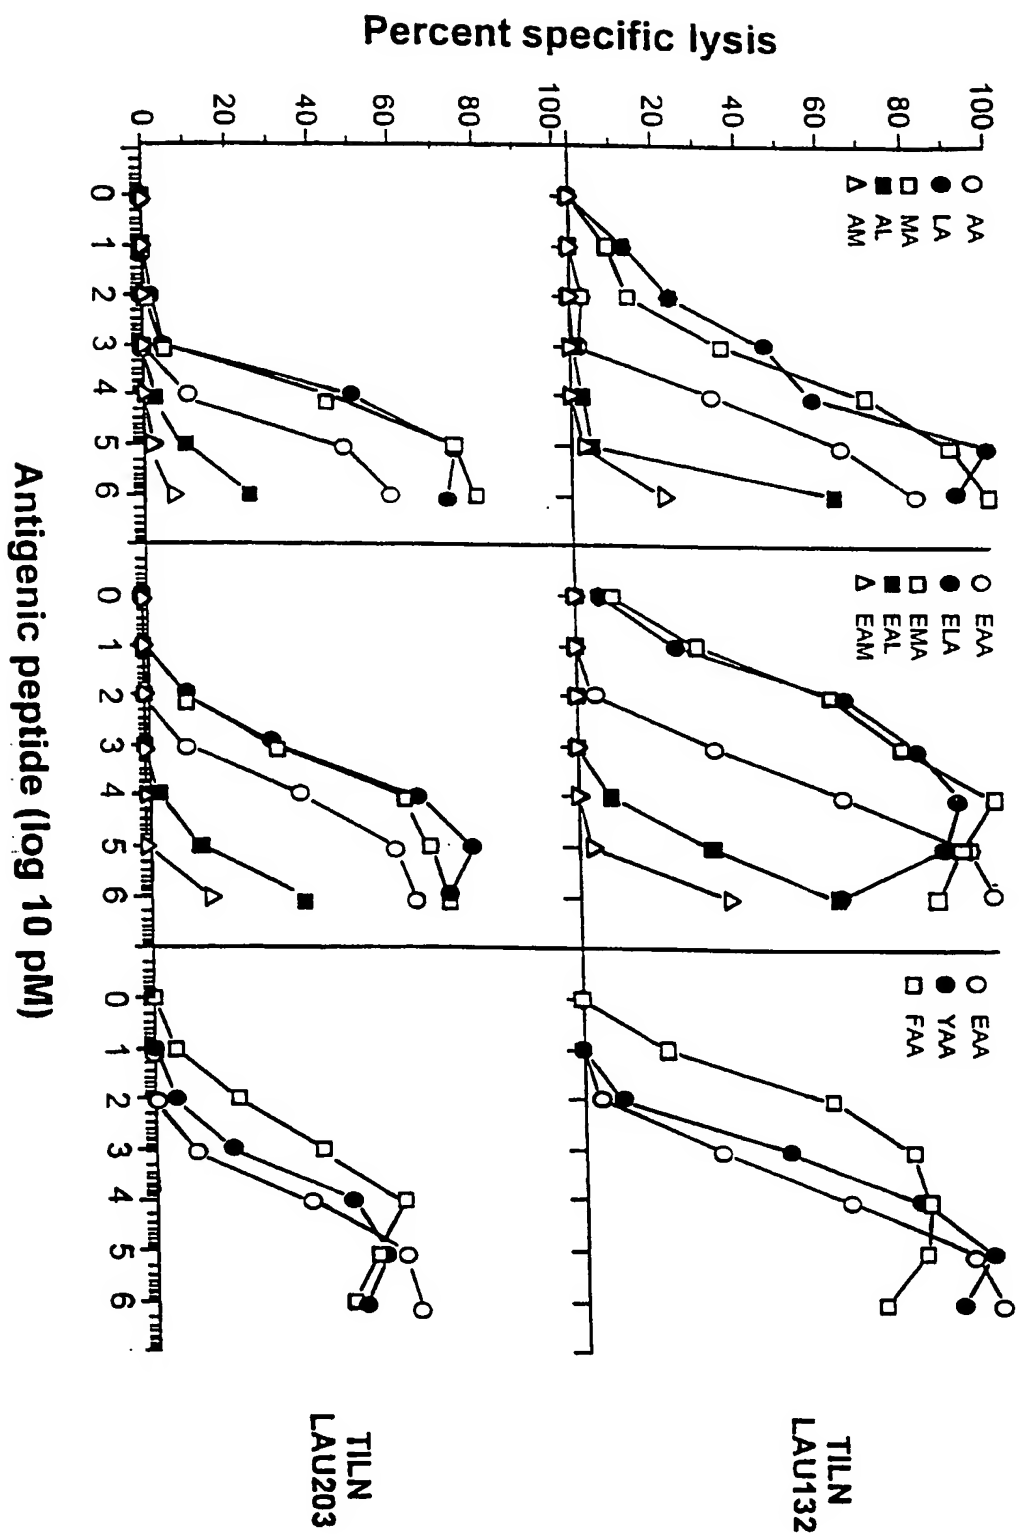 Percent specific lysis
100
80
60
40
20
100
80
60
40
20
0
AA
LA
MA
AL
AM
EAA
ELA
EMA
EAL
EAM
EAA
YAA
FAA
TILN
LAU132
TILN
LAU203
0 1 2 3 4 5 6
0 1 2 3 4 5 6
0 1 2 3 4 5 6
Antigenic peptide (log 10 pM)